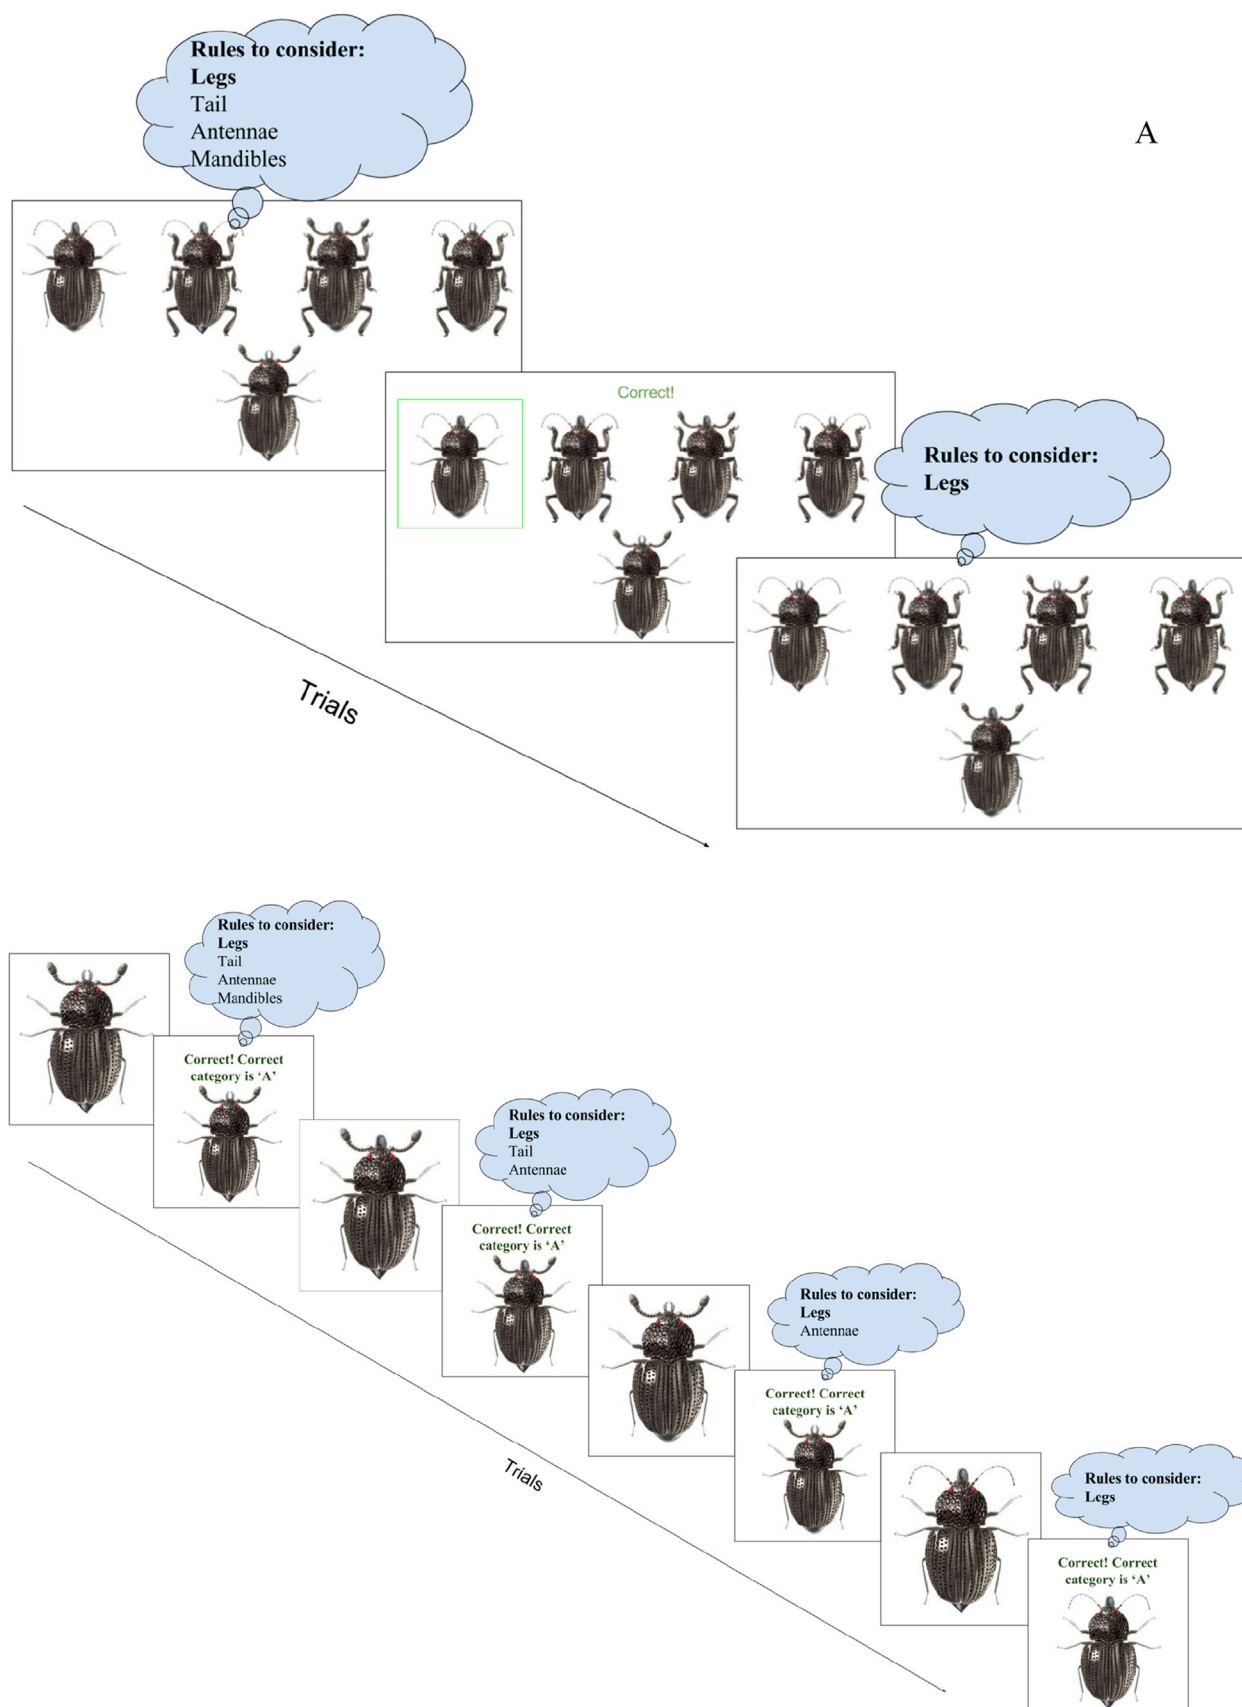 Rules to consider:
Legs
Tail
Antennae
Mandibles
A
Correct!
Rules to consider:
Legs
Trials
Rules to consider:
Legs
Tail
Antennae
Mandibles
Correct! Correct
category is ‘A’
Rules to consider:
Legs
Tail
Antennae
Correct! Correct
category is ‘A’
Rules to consider:
Legs
Antennae
Correct! Correct
category is ‘A’
Rules to consider:
Legs
Correct! Correct
category is ‘A’
Trials